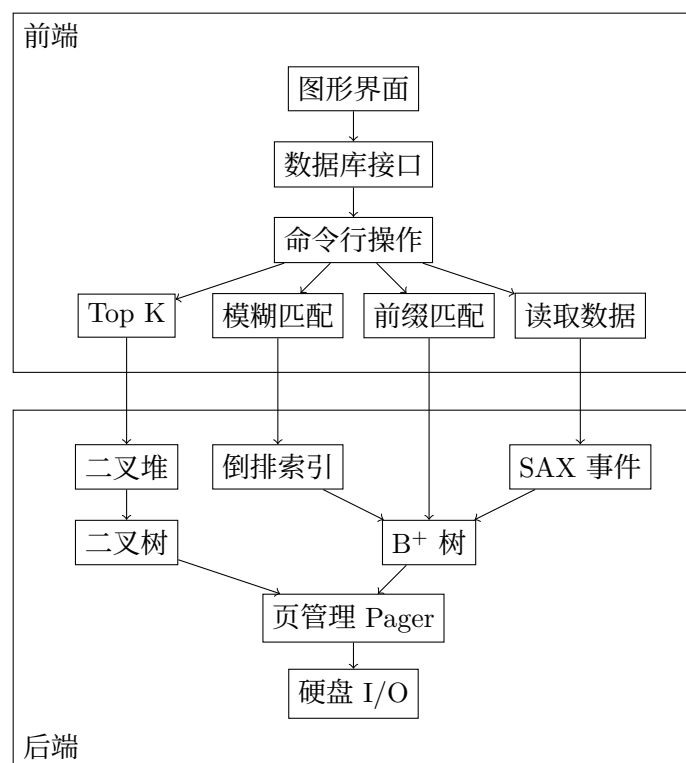 前端
图形界面
数据库接口
命令行操作
Top K
模糊匹配
前缀匹配
读取数据
二叉堆
倒排索引
SAX 事件
二叉树
B⁺ 树
页管理 Pager
硬盘 I/O
后端